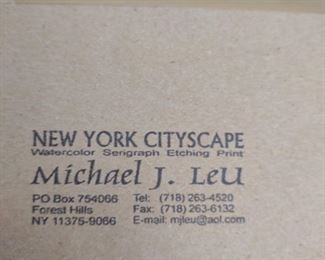 NEW YORK CITYSCAPE
Watercolor Serigraph Etching Print
Michael J. Leu
PO Box 754066 Tel: (718) 263-4520
Forest Hills Fax: (718) 263-6132
NY 11375-9066 E-mail: mjleu@aol.com